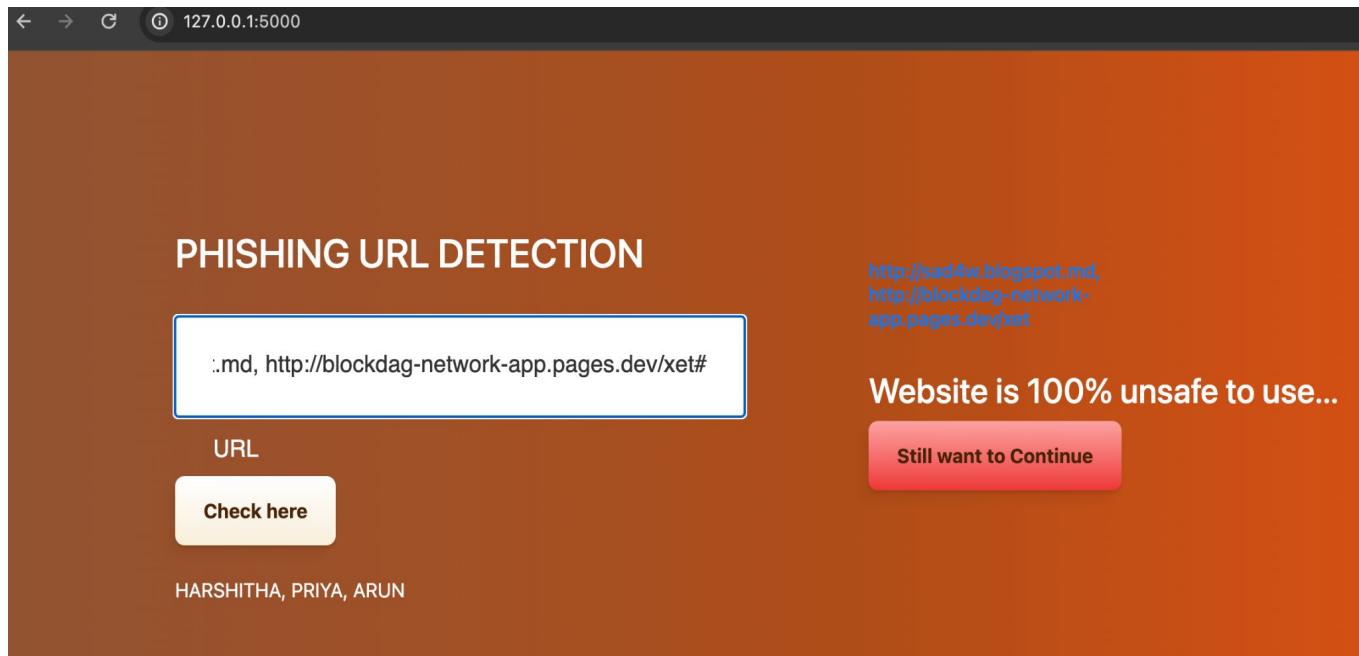 127.0.0.1:5000
PHISHING URL DETECTION
.md, http://blockdag-network-app.pages.dev/xet#
URL
Check here
HARSHITHA, PRIYA, ARUN
http://sad4w.blogspot.md,
http://blockdag-network-
app.pages.dev/xet
Website is 100% unsafe to use...
Still want to Continue